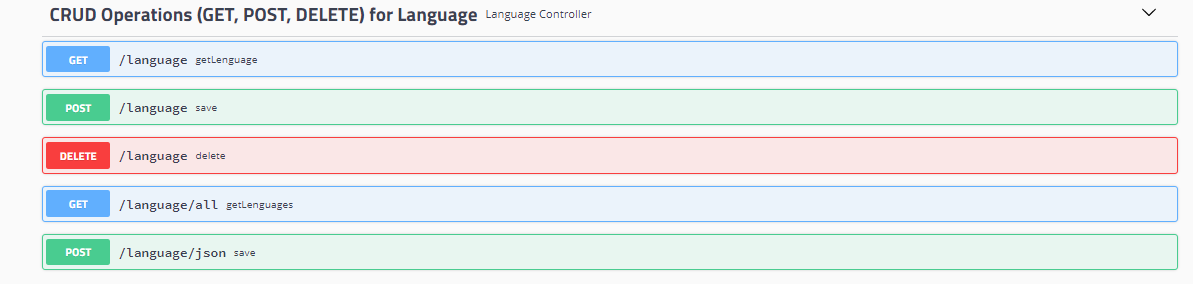 CRUD Operations (GET, POST, DELETE) for Language Language Controller
GET /language getLenguage
POST /language save
DELETE /language delete
GET /language/all getLenguages
POST /language/json save